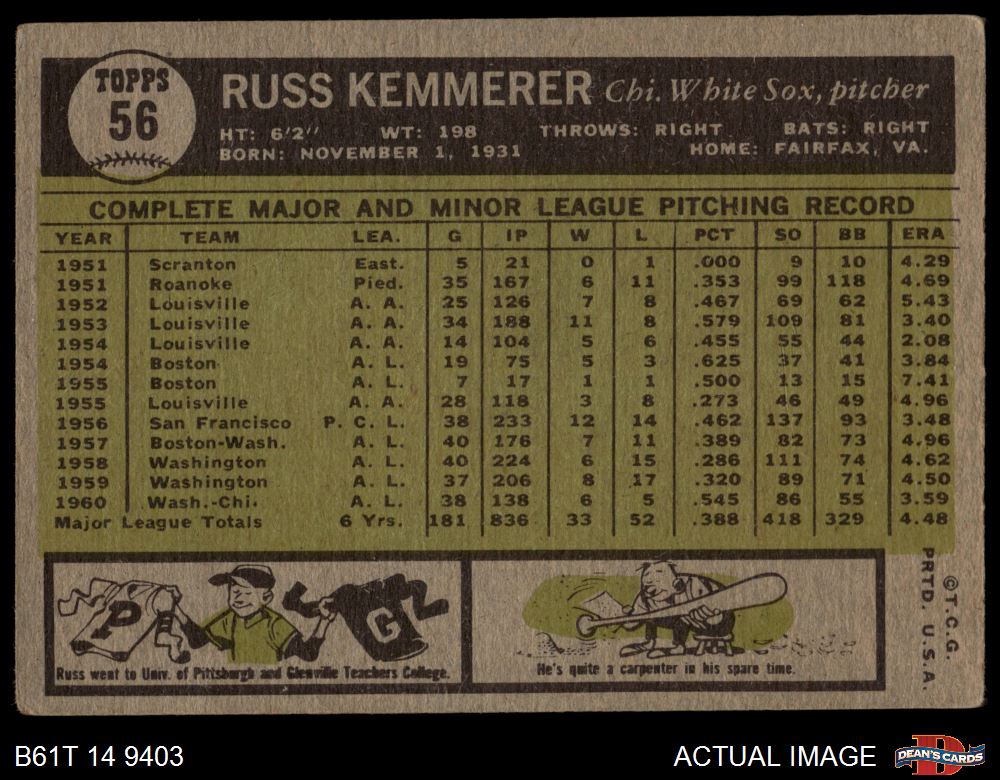 TOPPS
56
RUSS KEMMERER Chi. White Sox, pitcher
HT: 6'2" WT: 198 THROWS: RIGHT BATS: RIGHT
BORN: NOVEMBER 1, 1931 HOME: FAIRFAX, VA.
COMPLETE MAJOR AND MINOR LEAGUE PITCHING RECORD
YEAR TEAM LEA. G IP W L PCT SO BB ERA
1951 Scranton East. 5 21 0 1 .000 9 10 4.29
1951 Roanoke Pied. 35 167 6 11 .353 99 118 4.69
1952 Louisville A. A. 25 126 7 8 .467 69 62 5.43
1953 Louisville A. A. 34 188 11 8 .579 109 81 3.40
1954 Louisville A. A. 14 104 5 6 .455 55 44 2.08
1954 Boston A. L. 19 75 5 3 .625 37 41 3.84
1955 Boston A. L. 7 17 1 1 .500 13 15 7.41
1955 Louisville A. A. 28 118 3 8 .273 46 49 4.96
1956 San Francisco P. C. L. 38 233 12 14 .462 137 93 3.48
1957 Boston-Wash. A. L. 40 176 7 11 .389 82 73 4.96
1958 Washington A. L. 40 224 6 15 .286 111 74 4.62
1959 Washington A. L. 37 206 8 17 .320 89 71 4.50
1960 Wash.-Chi. A. L. 38 138 6 5 .545 86 55 3.59
Major League Totals 6 Yrs. 181 836 33 52 .388 418 329 4.48
P
G
Russ went to Univ. of Pittsburgh and Glenville Teachers College.
He's quite a carpenter in his spare time.
©T.C.G.
PRTD. U.S.A.
B61T 14 9403
ACTUAL IMAGE
D
DEAN'S CARDS